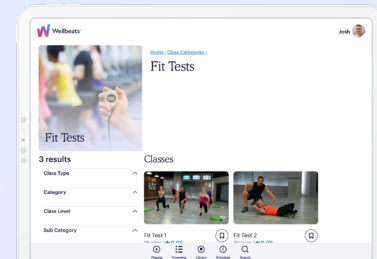 Wellbeats
Josh
Home / Class Categories /
Fit Tests
Fit Tests
3 results
Classes
Class Type
Category
Class Level
Sub Category
Fit Test 1
Fit Test 2
Classes
Programs
Library
Schedule
Search